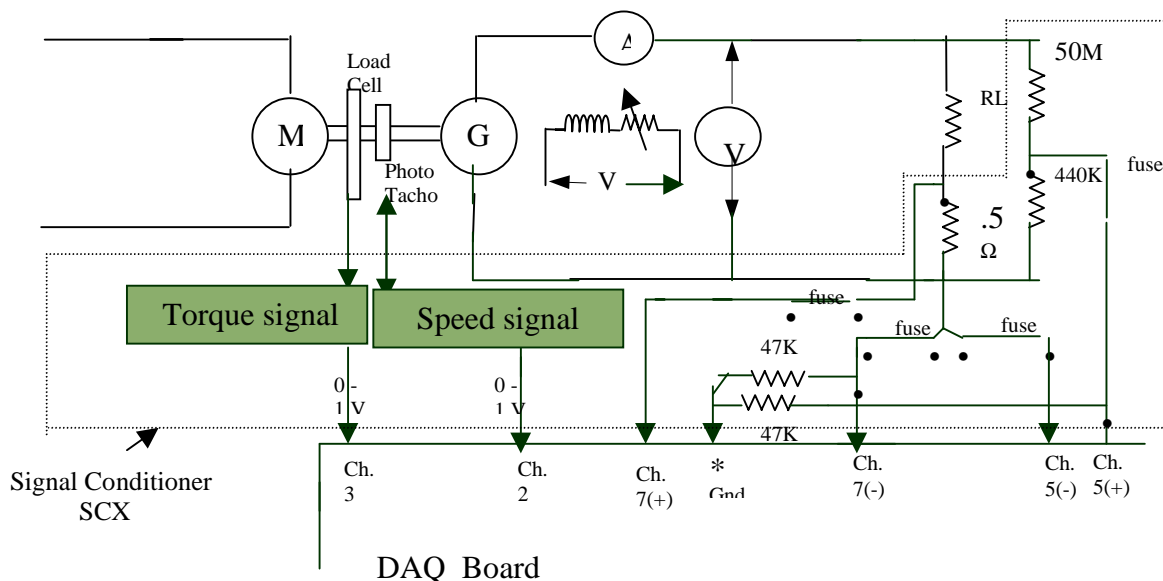 50M
Load
Cell
RL
M
G
V
fuse
Photo
Tacho
V
440K
.5
Ω
Torque signal
Speed signal
fuse
fuse
fuse
47K
0 -
1 V
0 -
1 V
47K
Signal Conditioner
SCX
Ch.
3
Ch.
2
Ch.
7(+)
*
Gnd
Ch.
7(-)
Ch.
5(-)
Ch.
5(+)
DAQ Board